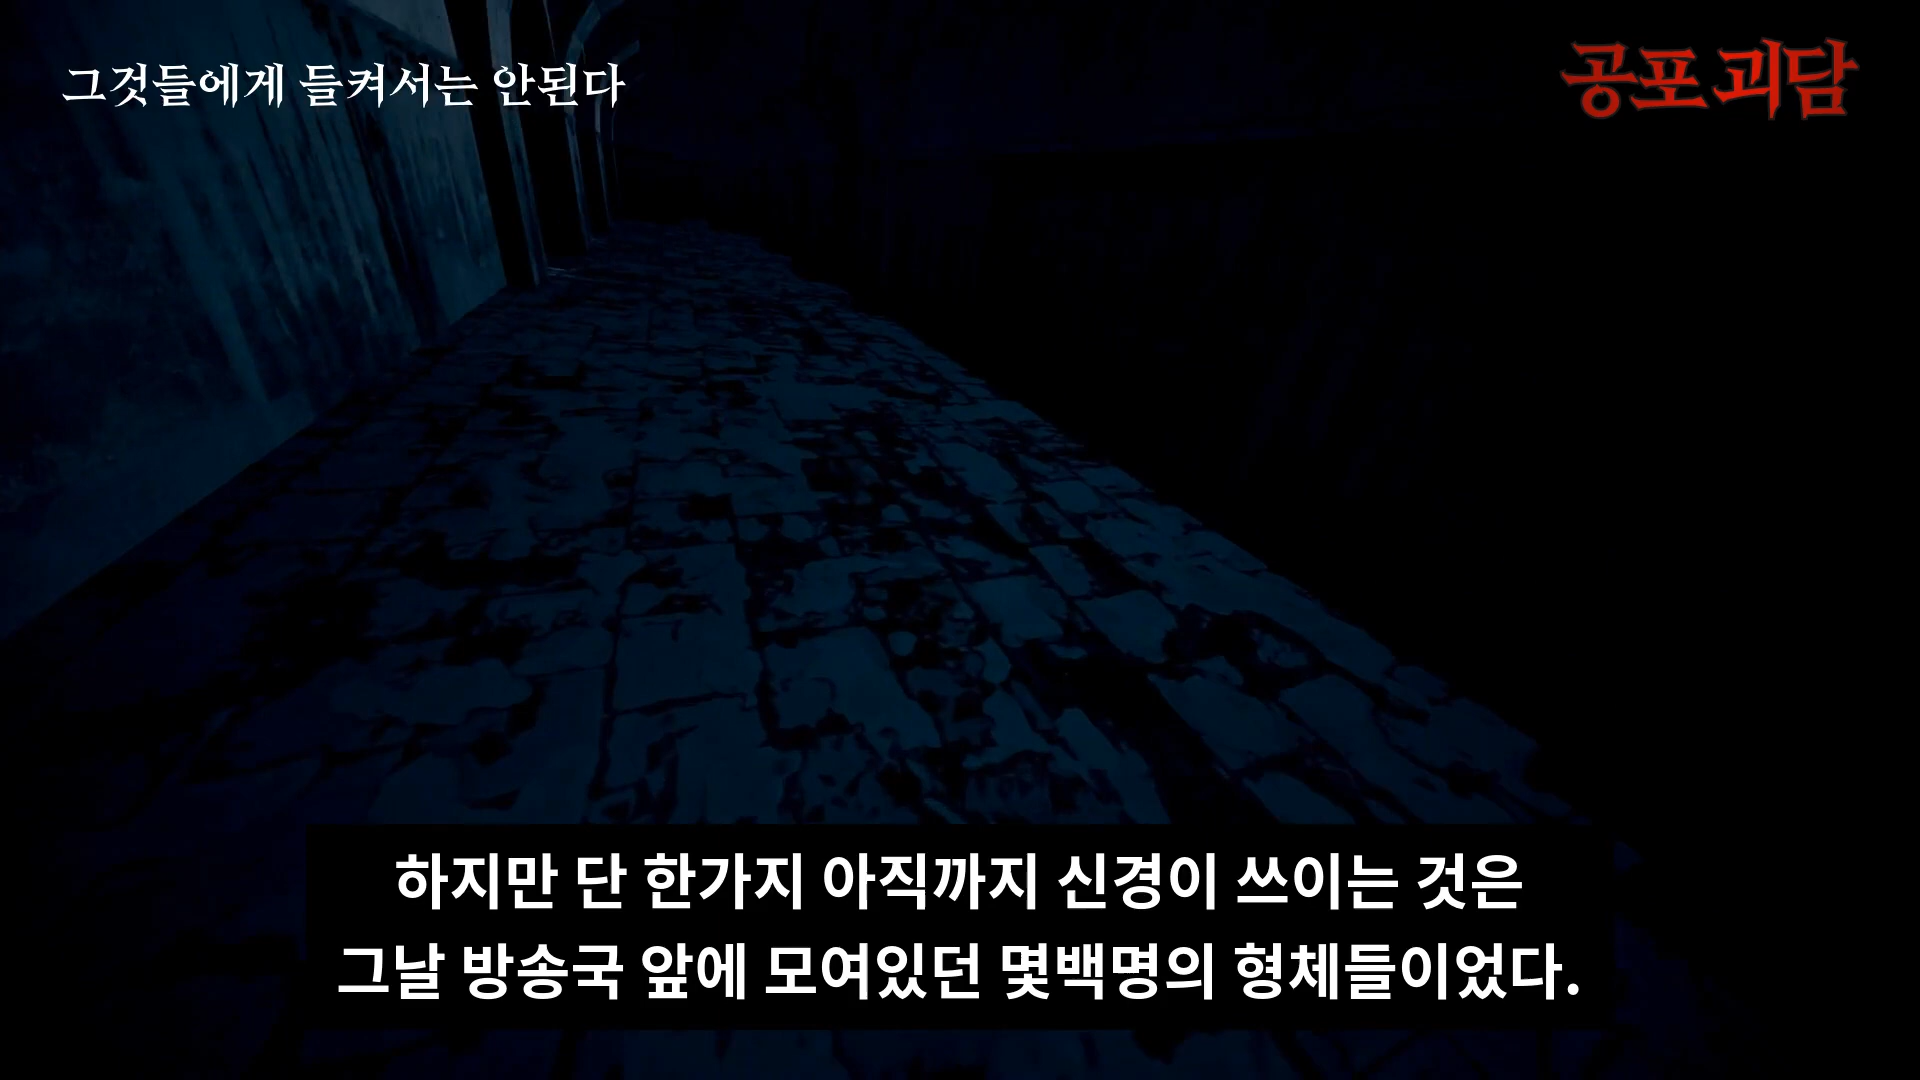 그것들에게 들켜서는 안된다
공포 괴담
하지만 단 한가지 아직까지 신경이 쓰이는 것은
그날 방송국 앞에 모여있던 몇백명의 형체들이었다.